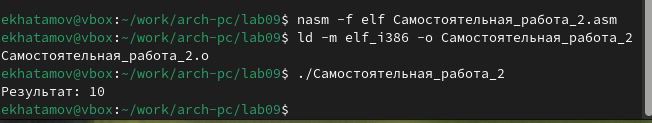 ekhatamov@vbox:~/work/arch-pc/lab09$ nasm -f elf Самостоятельная_работа_2.asm
ekhatamov@vbox:~/work/arch-pc/lab09$ ld -m elf_i386 -o Самостоятельная_работа_2
Самостоятельная_работа_2.o
ekhatamov@vbox:~/work/arch-pc/lab09$ ./Самостоятельная_работа_2
Результат: 10
ekhatamov@vbox:~/work/arch-pc/lab09$